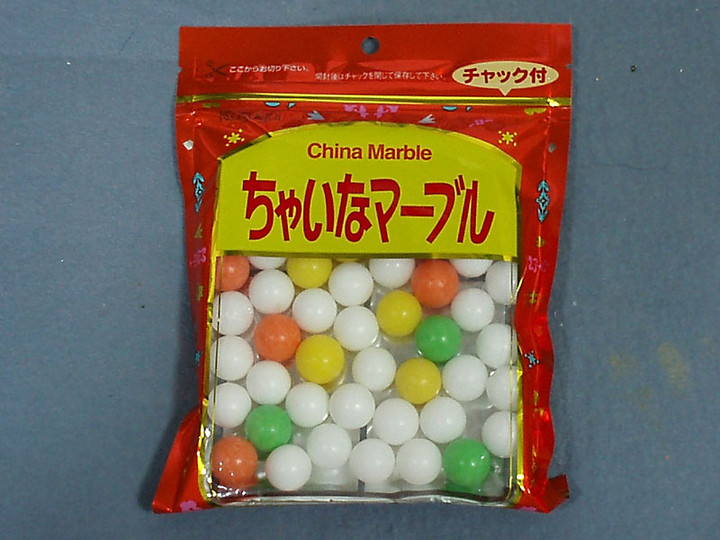 ここからお切り下さい。
開封後はチャックを閉じて保存して下さい。
チャック付
China Marble
ちゃいなマーブル